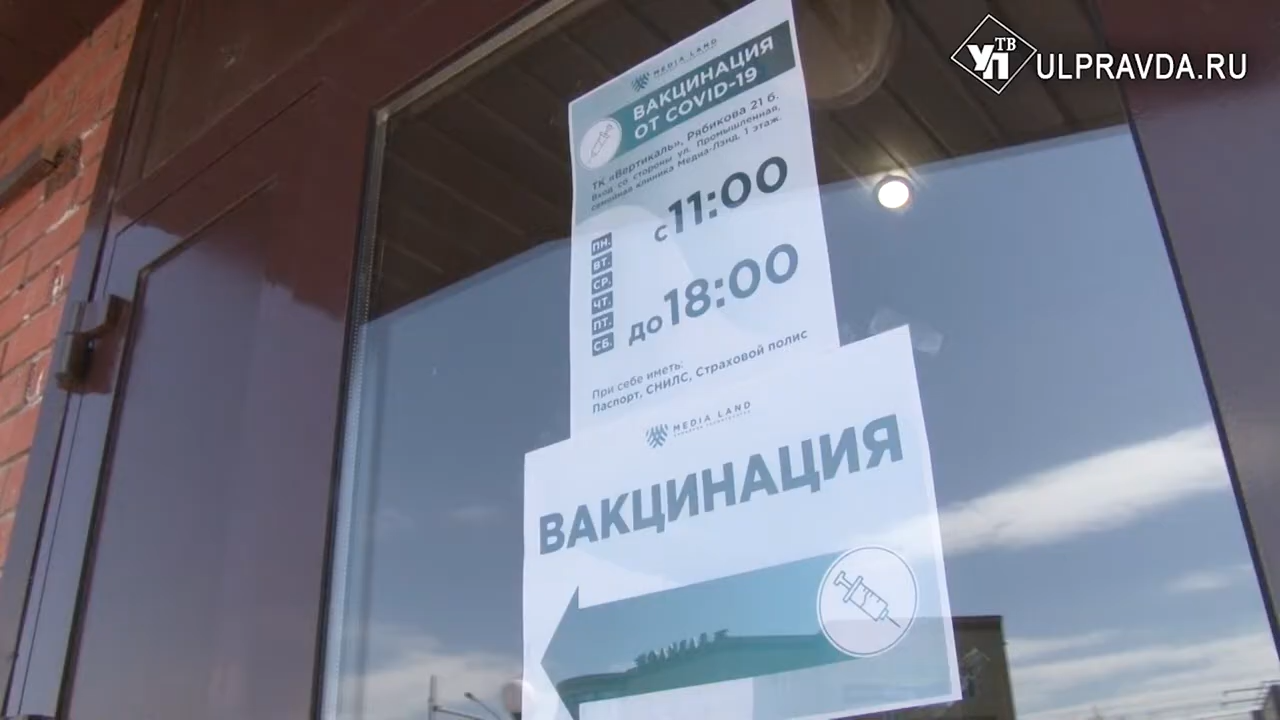 УП ТВ
ULPRAVDA.RU
MEDIA LAND
ВАКЦИНАЦИЯ
ОТ COVID-19
ТК «Вертикаль», Рябикова 21 б.
Вход со стороны ул. Промышленная,
семейная клиника Медиа-Лэнд. 1 этаж.
с 11:00
ПН.
ВТ.
СР.
ЧТ.
ПТ.
СБ.
до 18:00
При себе иметь:
Паспорт, СНИЛС, Страховой полис
MEDIA LAND
ВАКЦИНАЦИЯ